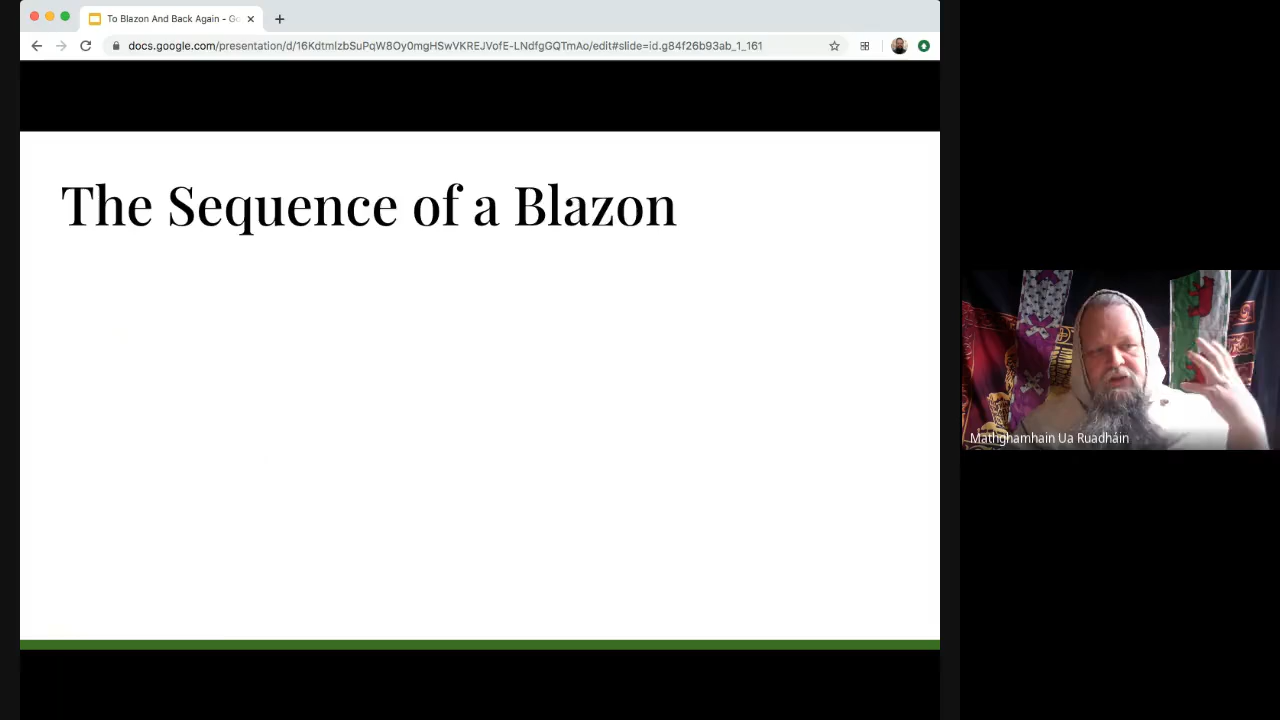 To Blazon And Back Again - Go
docs.google.com/presentation/d/16KdtmIzbSuPqW8Oy0mgHSwVKREJVofE-LNdfgGQTmAo/edit#slide=id.g84f26b93ab_1_161
The Sequence of a Blazon
Mathghamhain Ua Ruadháin